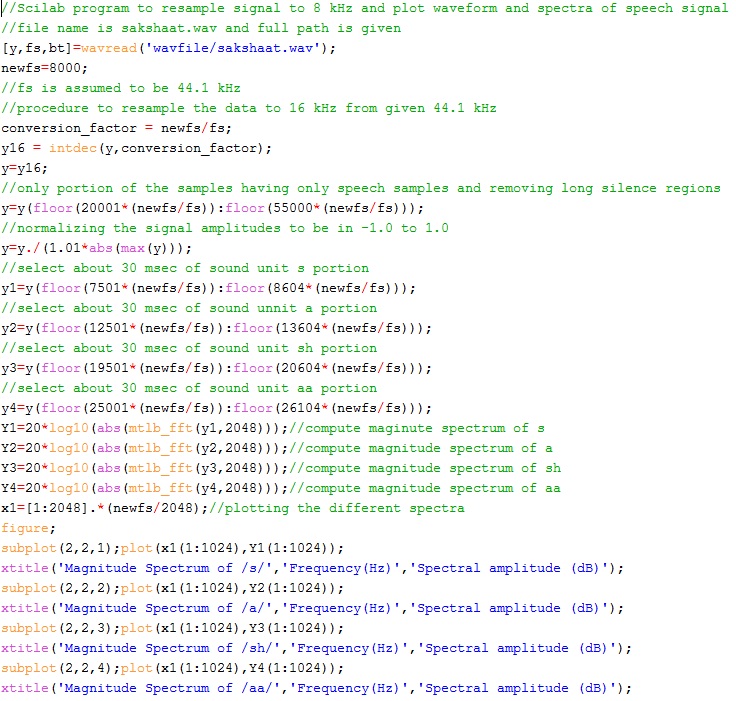 //Scilab program to resample signal to 8 kHz and plot waveform and spectra of speech signal
//file name is sakshaat.wav and full path is given
[y,fs,bt]=wavread('wavfile/sakshaat.wav');
newfs=8000;
//fs is assumed to be 44.1 kHz
//procedure to resample the data to 16 kHz from given 44.1 kHz
conversion_factor = newfs/fs;
y16 = intdec(y,conversion_factor);
y=y16;
//only portion of the samples having only speech samples and removing long silence regions
y=y(floor(20001*(newfs/fs)):floor(55000*(newfs/fs)));
//normalizing the signal amplitudes to be in -1.0 to 1.0
y=y./(1.01*abs(max(y)));
//select about 30 msec of sound unit s portion
y1=y(floor(7501*(newfs/fs)):floor(8604*(newfs/fs)));
//select about 30 msec of sound unnit a portion
y2=y(floor(12501*(newfs/fs)):floor(13604*(newfs/fs)));
//select about 30 msec of sound unit sh portion
y3=y(floor(19501*(newfs/fs)):floor(20604*(newfs/fs)));
//select about 30 msec of sound unit aa portion
y4=y(floor(25001*(newfs/fs)):floor(26104*(newfs/fs)));
Y1=20*log10(abs(mtlb_fft(y1,2048)));//compute maginute spectrum of s
Y2=20*log10(abs(mtlb_fft(y2,2048)));//compute magnitude spectrum of a
Y3=20*log10(abs(mtlb_fft(y3,2048)));//compute magnitude spectrum of sh
Y4=20*log10(abs(mtlb_fft(y4,2048)));//compute magnitude spectrum of aa
x1=[1:2048].*(newfs/2048);//plotting the different spectra
figure;
subplot(2,2,1);plot(x1(1:1024),Y1(1:1024));
xtitle('Magnitude Spectrum of /s/','Frequency(Hz)','Spectral amplitude (dB)');
subplot(2,2,2);plot(x1(1:1024),Y2(1:1024));
xtitle('Magnitude Spectrum of /a/','Frequency(Hz)','Spectral amplitude (dB)');
subplot(2,2,3);plot(x1(1:1024),Y3(1:1024));
xtitle('Magnitude Spectrum of /sh/','Frequency(Hz)','Spectral amplitude (dB)');
subplot(2,2,4);plot(x1(1:1024),Y4(1:1024));
xtitle('Magnitude Spectrum of /aa/','Frequency(Hz)','Spectral amplitude (dB)');